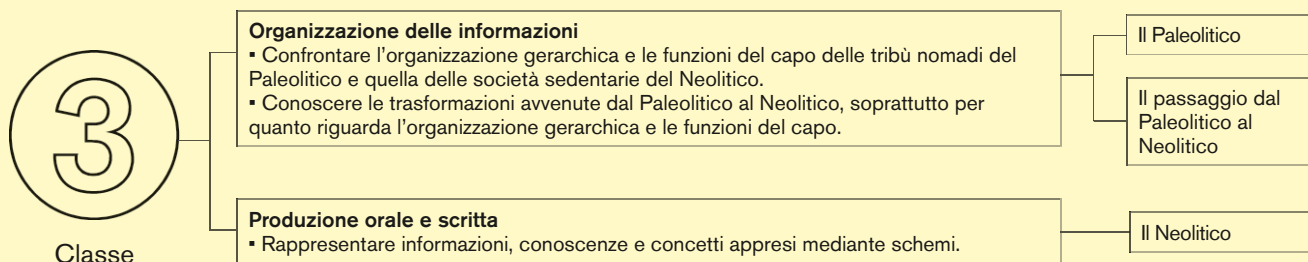 3
Classe
Organizzazione delle informazioni
▪ Confrontare l'organizzazione gerarchica e le funzioni del capo delle tribù nomadi del
Paleolitico e quella delle società sedentarie del Neolitico.
▪ Conoscere le trasformazioni avvenute dal Paleolitico al Neolitico, soprattutto per
quanto riguarda l'organizzazione gerarchica e le funzioni del capo.
Il Paleolitico
Il passaggio dal
Paleolitico al
Neolitico
Produzione orale e scritta
▪ Rappresentare informazioni, conoscenze e concetti appresi mediante schemi.
Il Neolitico